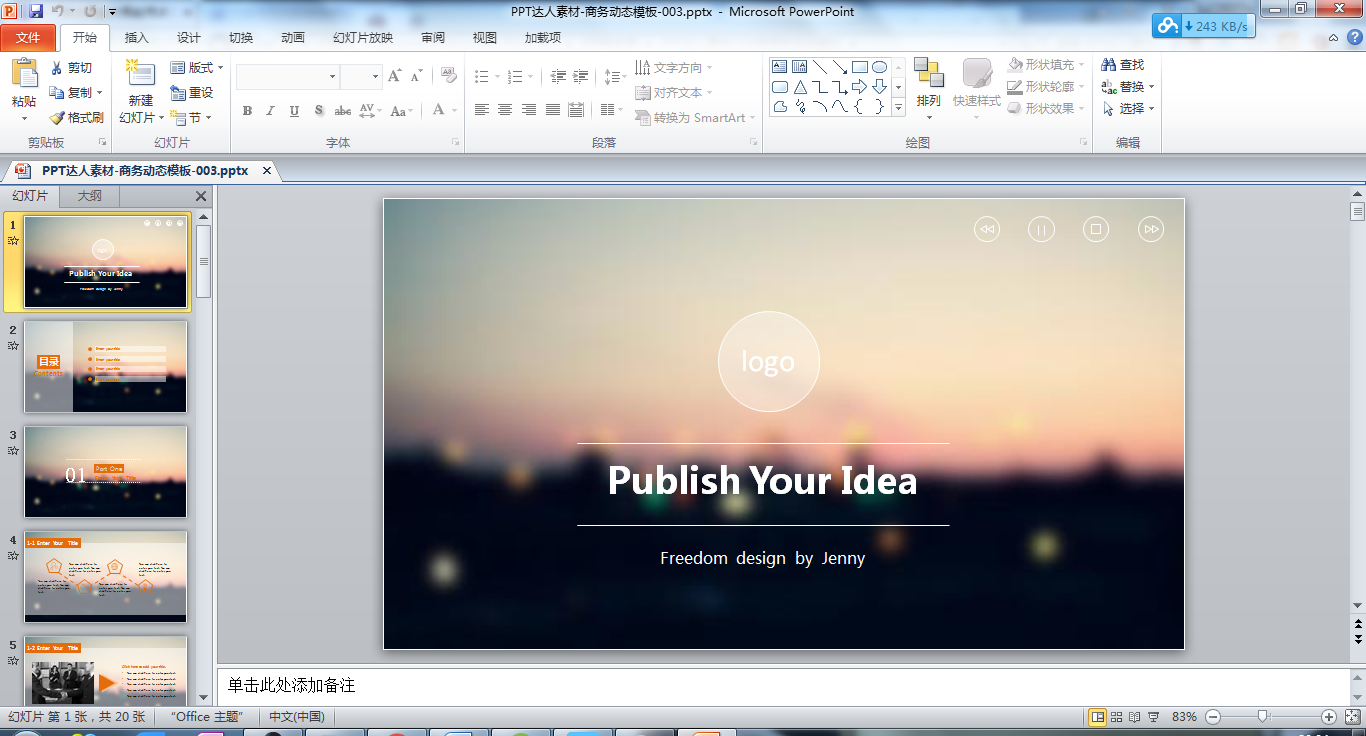 PPT达人素材-商务动态模板-003.pptx - Microsoft PowerPoint
243 KB/s
文件 开始 插入 设计 切换 动画 幻灯片放映 审阅 视图 加载项
粘贴 剪切 复制 格式刷
剪贴板
新建 幻灯片 版式 重设 节
幻灯片
B I U S abc AV Aa A
字体
文字方向
对齐文本
转换为 SmartArt
段落
排列 快速样式 形状填充 形状轮廓 形状效果
绘图
查找
替换
选择
编辑
PPT达人素材-商务动态模板-003.pptx
幻灯片 大纲
1
Publish Your Idea
Freedom design by Jenny
2
目录
Contents
3
01 Part One
4
1-1 Enter Your Title
5
1-2 Enter Your Title
logo
Publish Your Idea
Freedom design by Jenny
单击此处添加备注
幻灯片 第 1 张，共 20 张 “Office 主题” 中文(中国) 83%